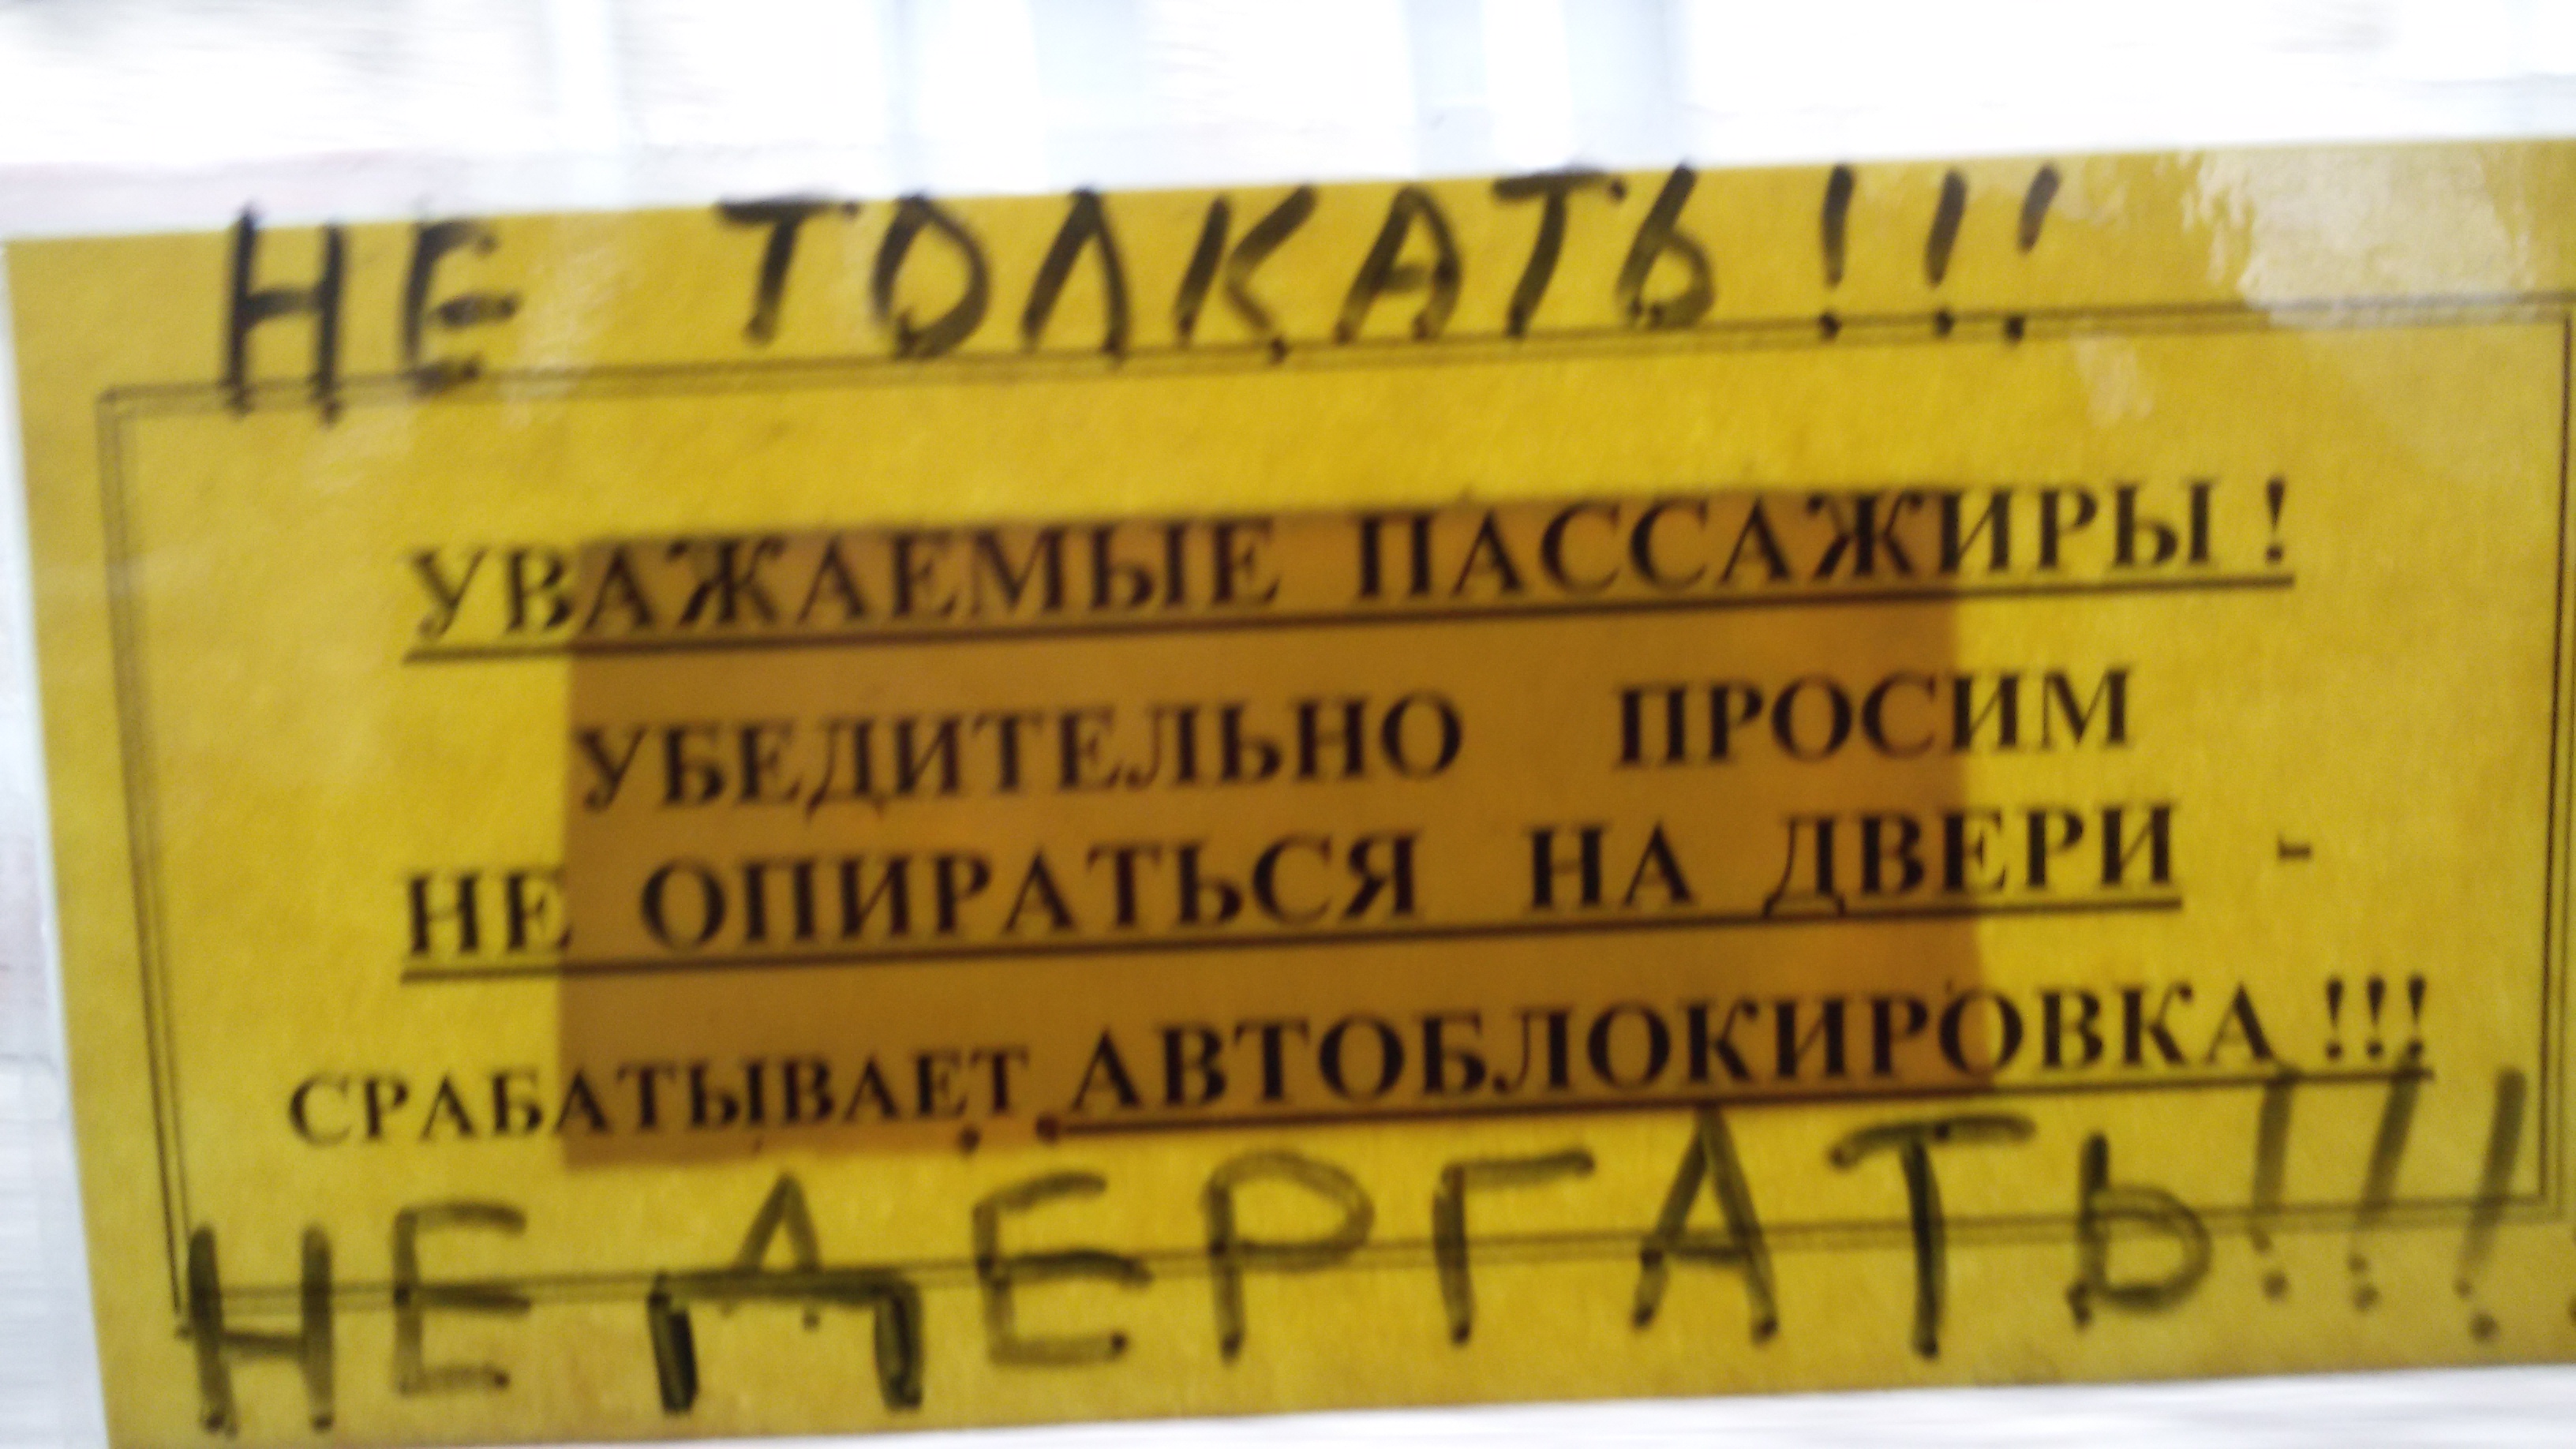 НЕ ТОЛКАТЬ!!!
УВАЖАЕМЫЕ ПАССАЖИРЫ !
УБЕДИТЕЛЬНО ПРОСИМ
НЕ ОПИРАТЬСЯ НА ДВЕРИ -
СРАБАТЫВАЕТ АВТОБЛОКИРОВКА !!!
НЕ ДЕРГАТЬ!!!